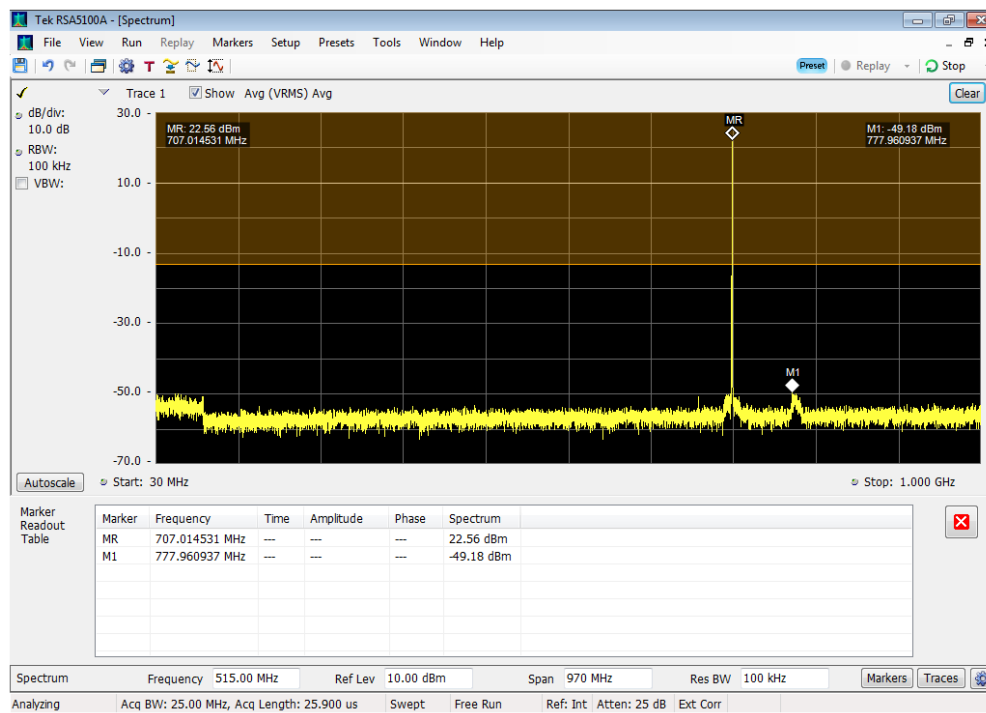 Tek RSA5100A - [Spectrum]
File View Run Replay Markers Setup Presets Tools Window Help
T Preset Replay Stop
Trace 1 Show Avg (VRMS) Avg Clear
dB/div:
10.0 dB
RBW:
100 kHz
VBW:
30.0 -
10.0 -
-10.0 -
-30.0 -
-50.0 -
-70.0 -
MR: 22.56 dBm
707.014531 MHz
MR
M1: -49.18 dBm
777.960937 MHz
M1
Autoscale Start: 30 MHz Stop: 1.000 GHz
Marker
Readout
Table
Marker Frequency Time Amplitude Phase Spectrum
MR 707.014531 MHz --- --- --- 22.56 dBm
M1 777.960937 MHz --- --- --- -49.18 dBm
Spectrum Frequency 515.00 MHz Ref Lev 10.00 dBm Span 970 MHz Res BW 100 kHz Markers Traces
Analyzing Acq BW: 25.00 MHz, Acq Length: 25.900 us Swept Free Run Ref: Int Atten: 25 dB Ext Corr